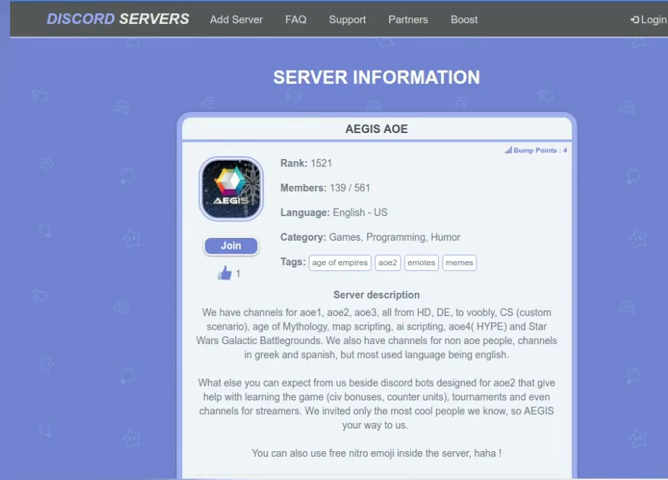 DISCORD SERVERS Add Server FAQ Support Partners Boost Login
SERVER INFORMATION
AEGIS AOE
Bump Points : 4
Rank: 1521
Members: 139 / 561
AEGIS
Language: English - US
Category: Games, Programming, Humor
Join
Tags: age of empires aoe2 emotes memes
1
Server description
We have channels for aoe1, aoe2, aoe3, all from HD, DE, to voobly, CS (custom
scenario), age of Mythology, map scripting, ai scripting, aoe4( HYPE) and Star
Wars Galactic Battlegrounds. We also have channels for non aoe people, channels
in greek and spanish, but most used language being english.
What else you can expect from us beside discord bots designed for aoe2 that give
help with learning the game (civ bonuses, counter units), tournaments and even
channels for streamers. We invited only the most cool people we know, so AEGIS
your way to us.
You can also use free nitro emoji inside the server, haha !